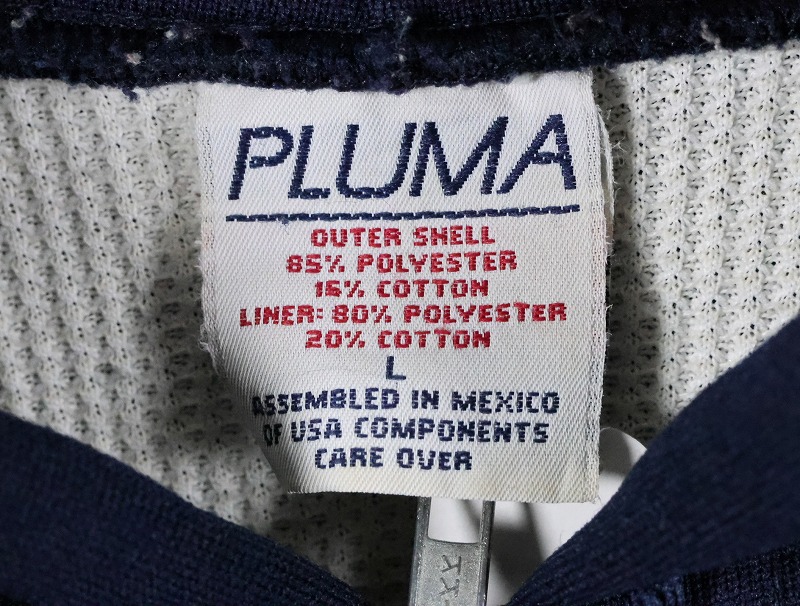 PLUMA
OUTER SHELL
85% POLYESTER
15% COTTON
LINER: 80% POLYESTER
20% COTTON
L
ASSEMBLED IN MEXICO
OF USA COMPONENTS
CARE OVER